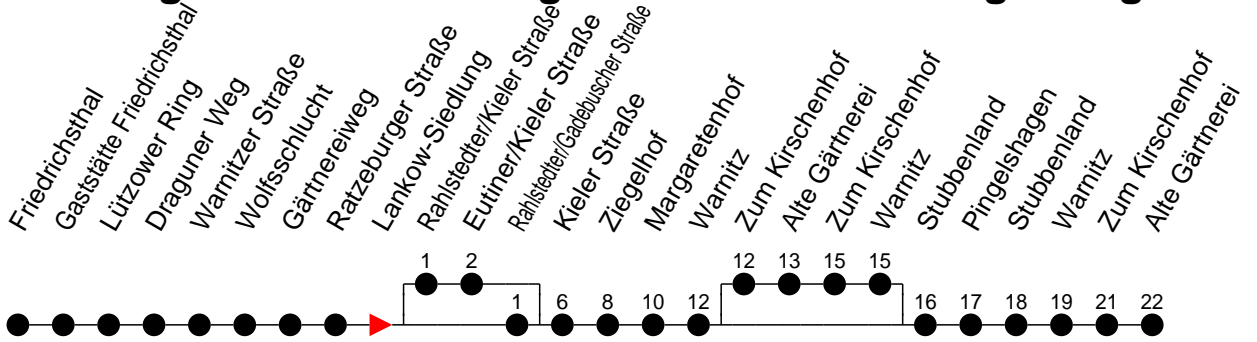 Friedrichsthal
Gaststätte Friedrichsthal
Lützower Ring
Draguner Weg
Warnitzer Straße
Wolfsschlucht
Gärtnereiweg
Ratzeburger Straße
Lankow-Siedlung
Rahlstedter/Kieler Straße
Eutiner/Kieler Straße
Rahlstedter/Gadebuscher Straße
Kieler Straße
Ziegelhof
Margaretenhof
Warnitz
Zum Kirschenhof
Alte Gärtnerei
Zum Kirschenhof
Warnitz
Stubbenland
Pingelshagen
Stubbenland
Warnitz
Zum Kirschenhof
Alte Gärtnerei
1 2 12 13 15 15
1 6 8 10 12 16 17 18 19 21 22